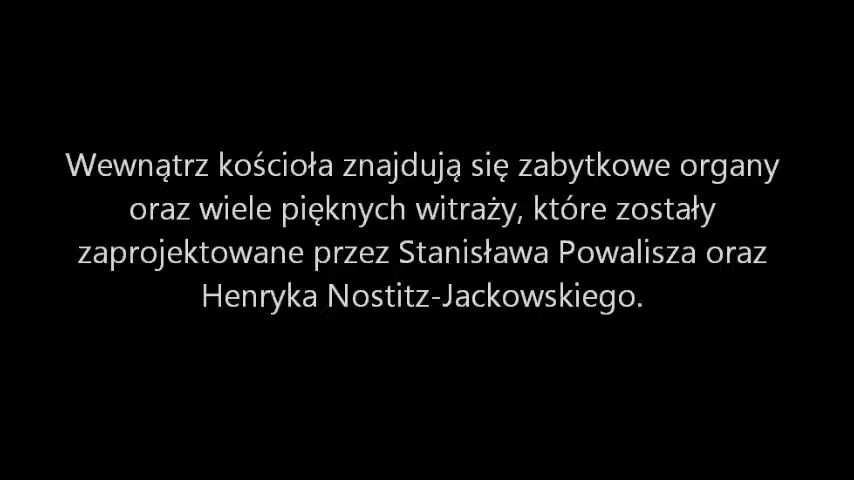 Wewnątrz kościoła znajdują się zabytkowe organy
oraz wiele pięknych witraży, które zostały
zaprojektowane przez Stanisława Powalisza oraz
Henryka Nostitz-Jackowskiego.